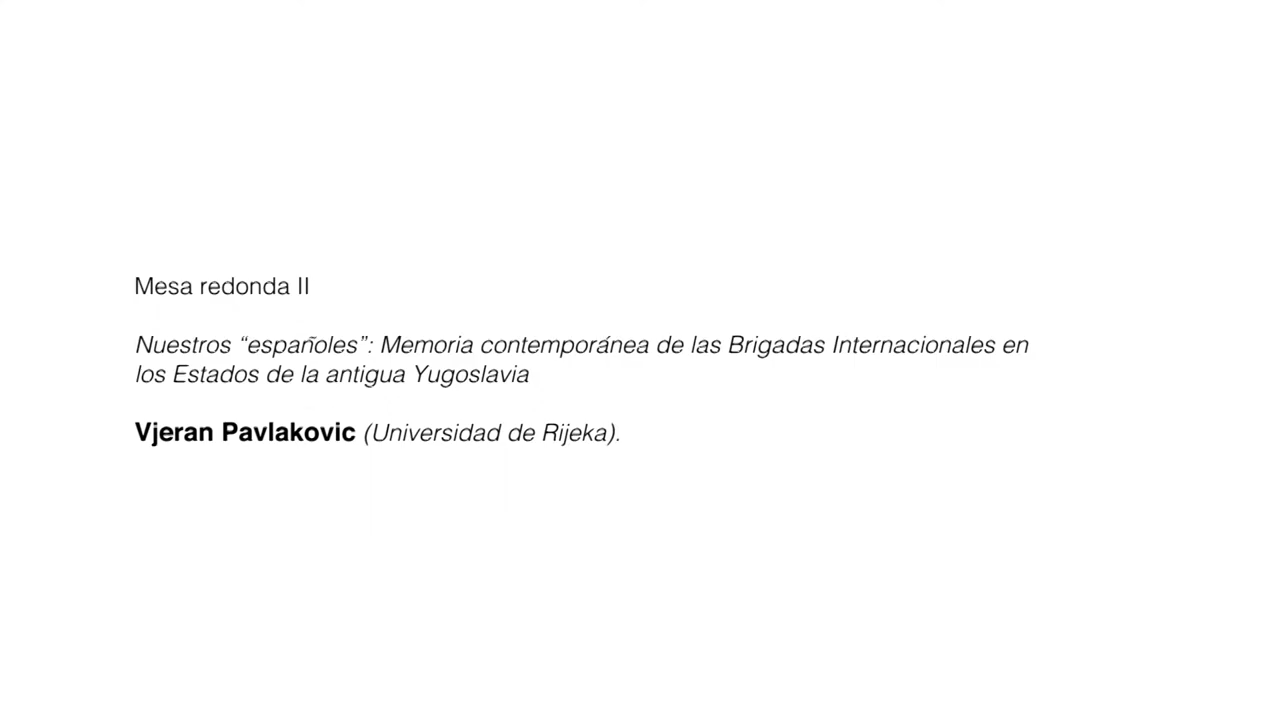 Mesa redonda II
Nuestros “españoles”: Memoria contemporánea de las Brigadas Internacionales en
los Estados de la antigua Yugoslavia
Vjeran Pavlakovic (Universidad de Rijeka).